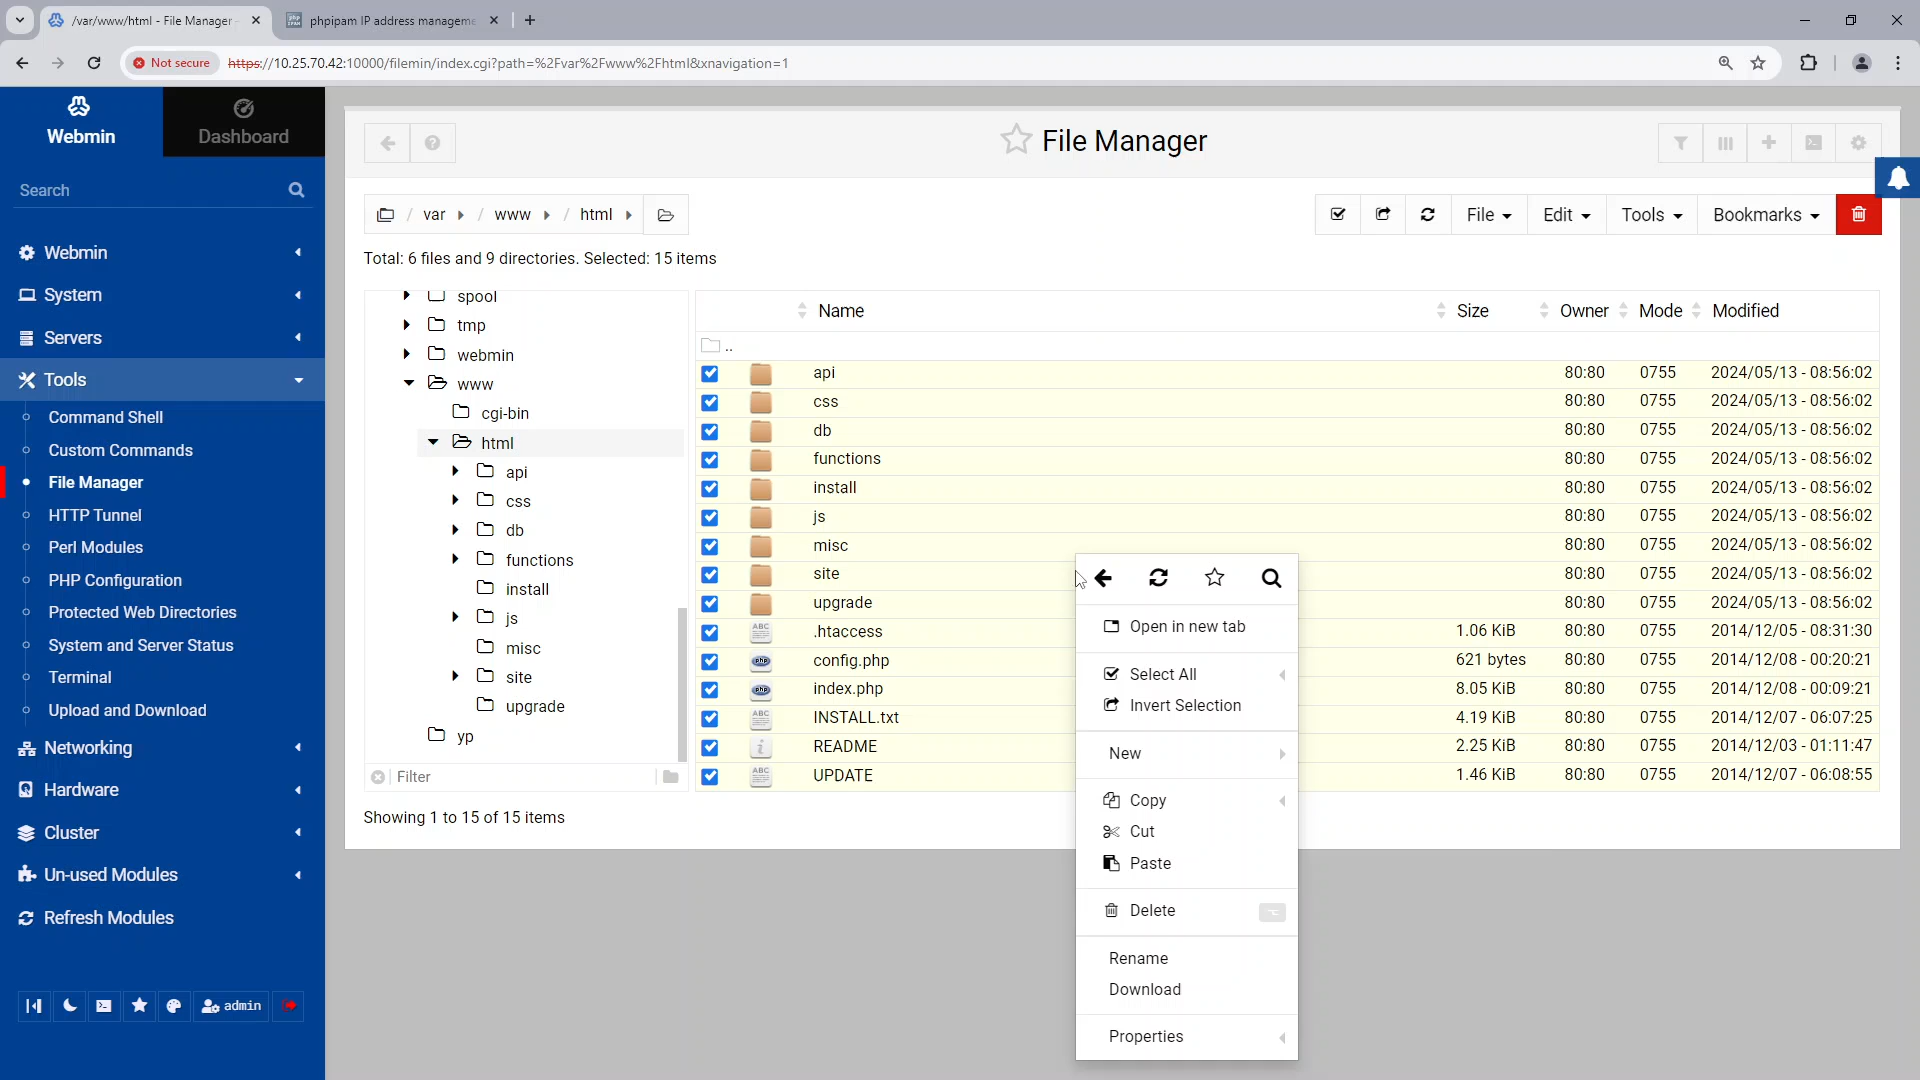 /var/www/html - File Manager
phpipam IP address manageme
Not secure
https://10.25.70.42:10000/filemin/index.cgi?path=%2Fvar%2Fwww%2Fhtml&xnavigation=1
Webmin
Dashboard
Search
Webmin
System
Servers
Tools
Command Shell
Custom Commands
File Manager
HTTP Tunnel
Perl Modules
PHP Configuration
Protected Web Directories
System and Server Status
Terminal
Upload and Download
Networking
Hardware
Cluster
Un-used Modules
Refresh Modules
admin
File Manager
/ var / www / html
File Edit Tools Bookmarks
Total: 6 files and 9 directories. Selected: 15 items
spool
tmp
webmin
www
cgi-bin
html
api
css
db
functions
install
js
misc
site
upgrade
yp
Filter
Name Size Owner Mode Modified
..
api 80:80 0755 2024/05/13 - 08:56:02
css 80:80 0755 2024/05/13 - 08:56:02
db 80:80 0755 2024/05/13 - 08:56:02
functions 80:80 0755 2024/05/13 - 08:56:02
install 80:80 0755 2024/05/13 - 08:56:02
js 80:80 0755 2024/05/13 - 08:56:02
misc 80:80 0755 2024/05/13 - 08:56:02
site 80:80 0755 2024/05/13 - 08:56:02
upgrade 80:80 0755 2024/05/13 - 08:56:02
.htaccess 1.06 KiB 80:80 0755 2014/12/05 - 08:31:30
config.php 621 bytes 80:80 0755 2014/12/08 - 00:20:21
index.php 8.05 KiB 80:80 0755 2014/12/08 - 00:09:21
INSTALL.txt 4.19 KiB 80:80 0755 2014/12/07 - 06:07:25
README 2.25 KiB 80:80 0755 2014/12/03 - 01:11:47
UPDATE 1.46 KiB 80:80 0755 2014/12/07 - 06:08:55
Showing 1 to 15 of 15 items
Open in new tab
Select All
Invert Selection
New
Copy
Cut
Paste
Delete
Rename
Download
Properties